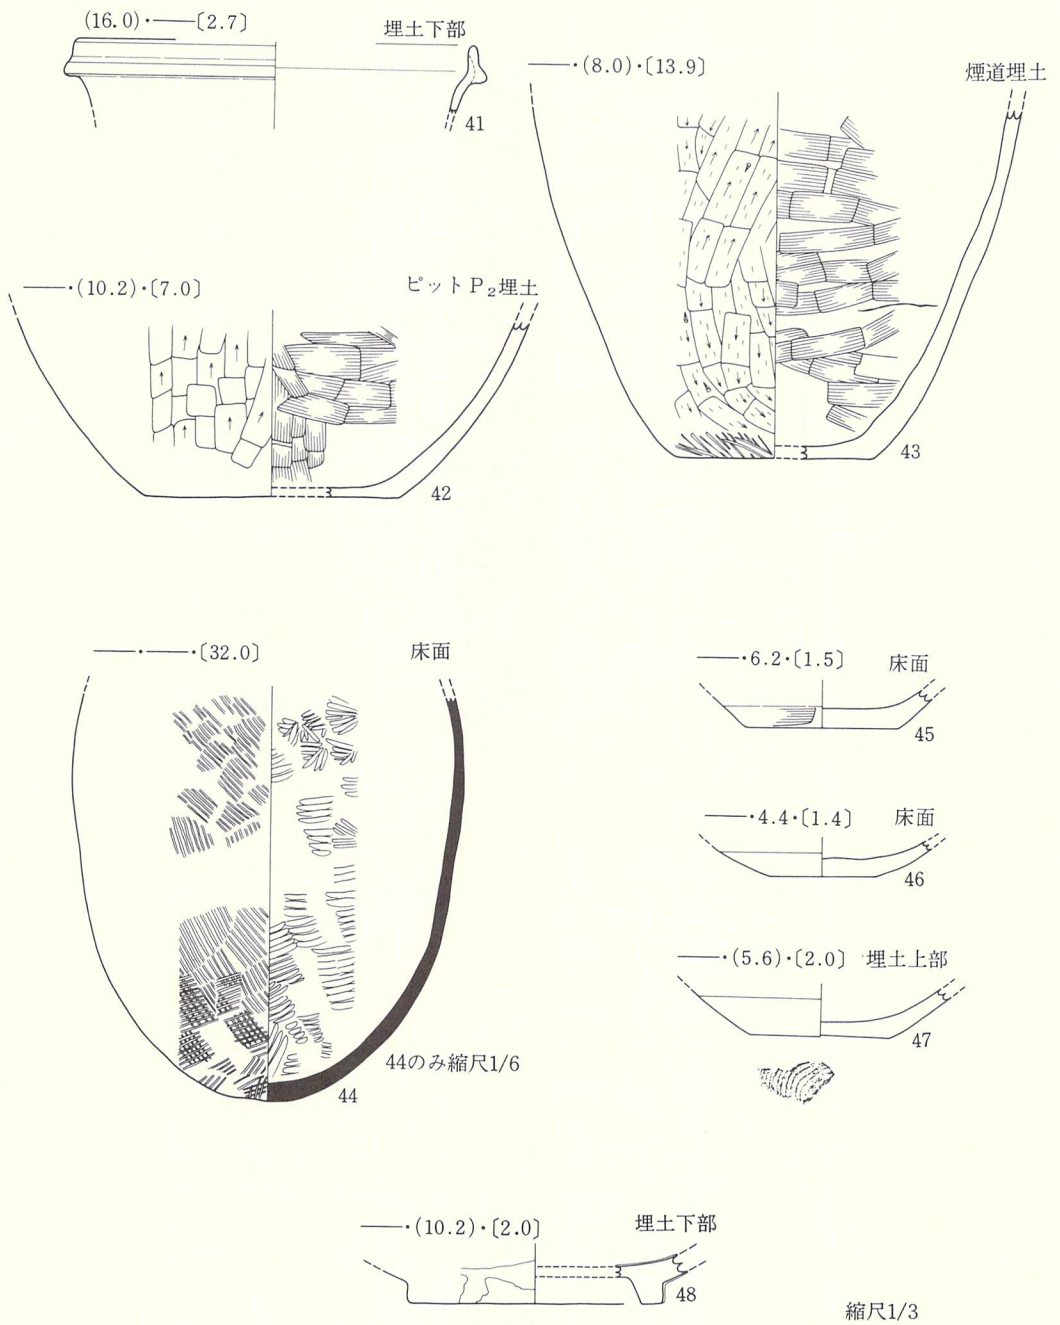 (16.0)・——〔2.7〕 埋土下部
41
——・(8.0)・〔13.9〕 煙道埋土
43
——・(10.2)・〔7.0〕 ピットP₂埋土
42
——・——・〔32.0〕 床面
44のみ縮尺1/6
44
——・6.2・〔1.5〕 床面
45
——・4.4・〔1.4〕 床面
46
——・(5.6)・〔2.0〕 埋土上部
47
——・(10.2)・〔2.0〕 埋土下部
48
縮尺1/3